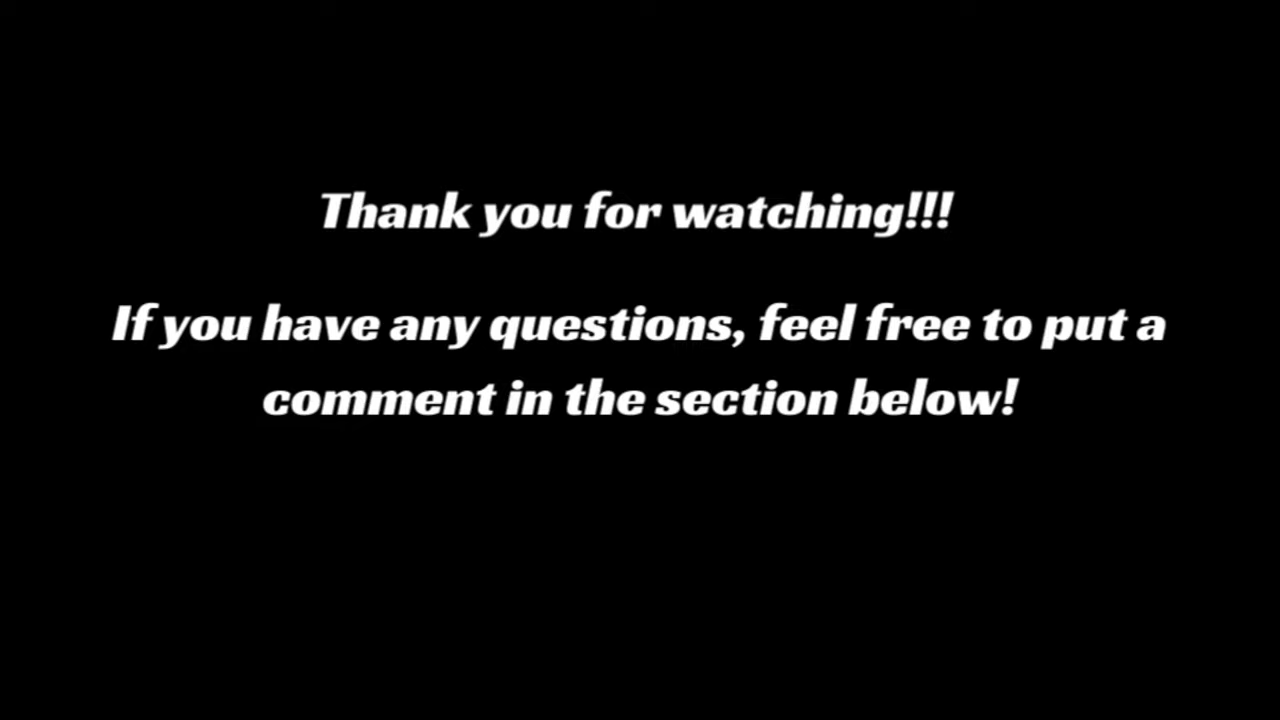 Thank you for watching!!!
If you have any questions, feel free to put a
comment in the section below!